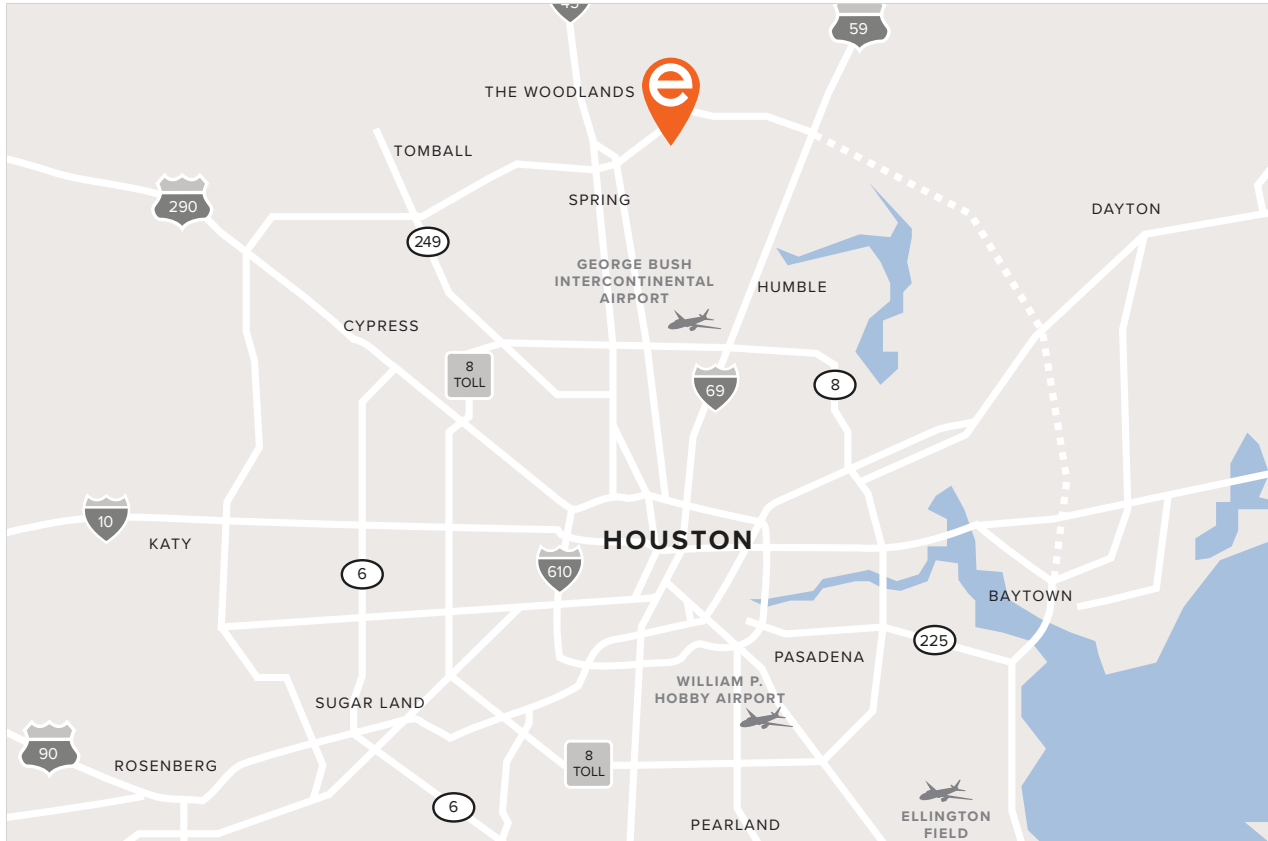 45
59
THE WOODLANDS
e
TOMBALL
290
SPRING
DAYTON
249
GEORGE BUSH
INTERCONTINENTAL
AIRPORT
HUMBLE
CYPRESS
8
TOLL
69
8
10
KATY
HOUSTON
6
610
BAYTOWN
225
PASADENA
WILLIAM P.
HOBBY AIRPORT
SUGAR LAND
90
ROSENBERG
8
TOLL
6
PEARLAND
ELLINGTON
FIELD